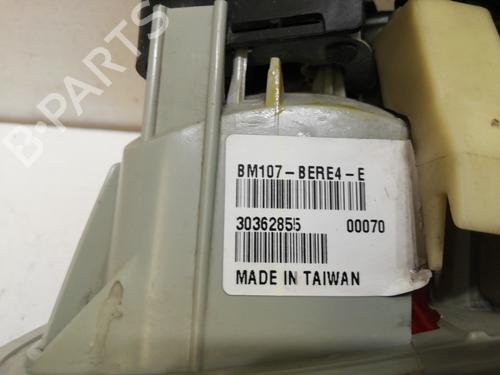 B-PARTS
BM107-BERE4-E
30362855 00070
MADE IN TAIWAN